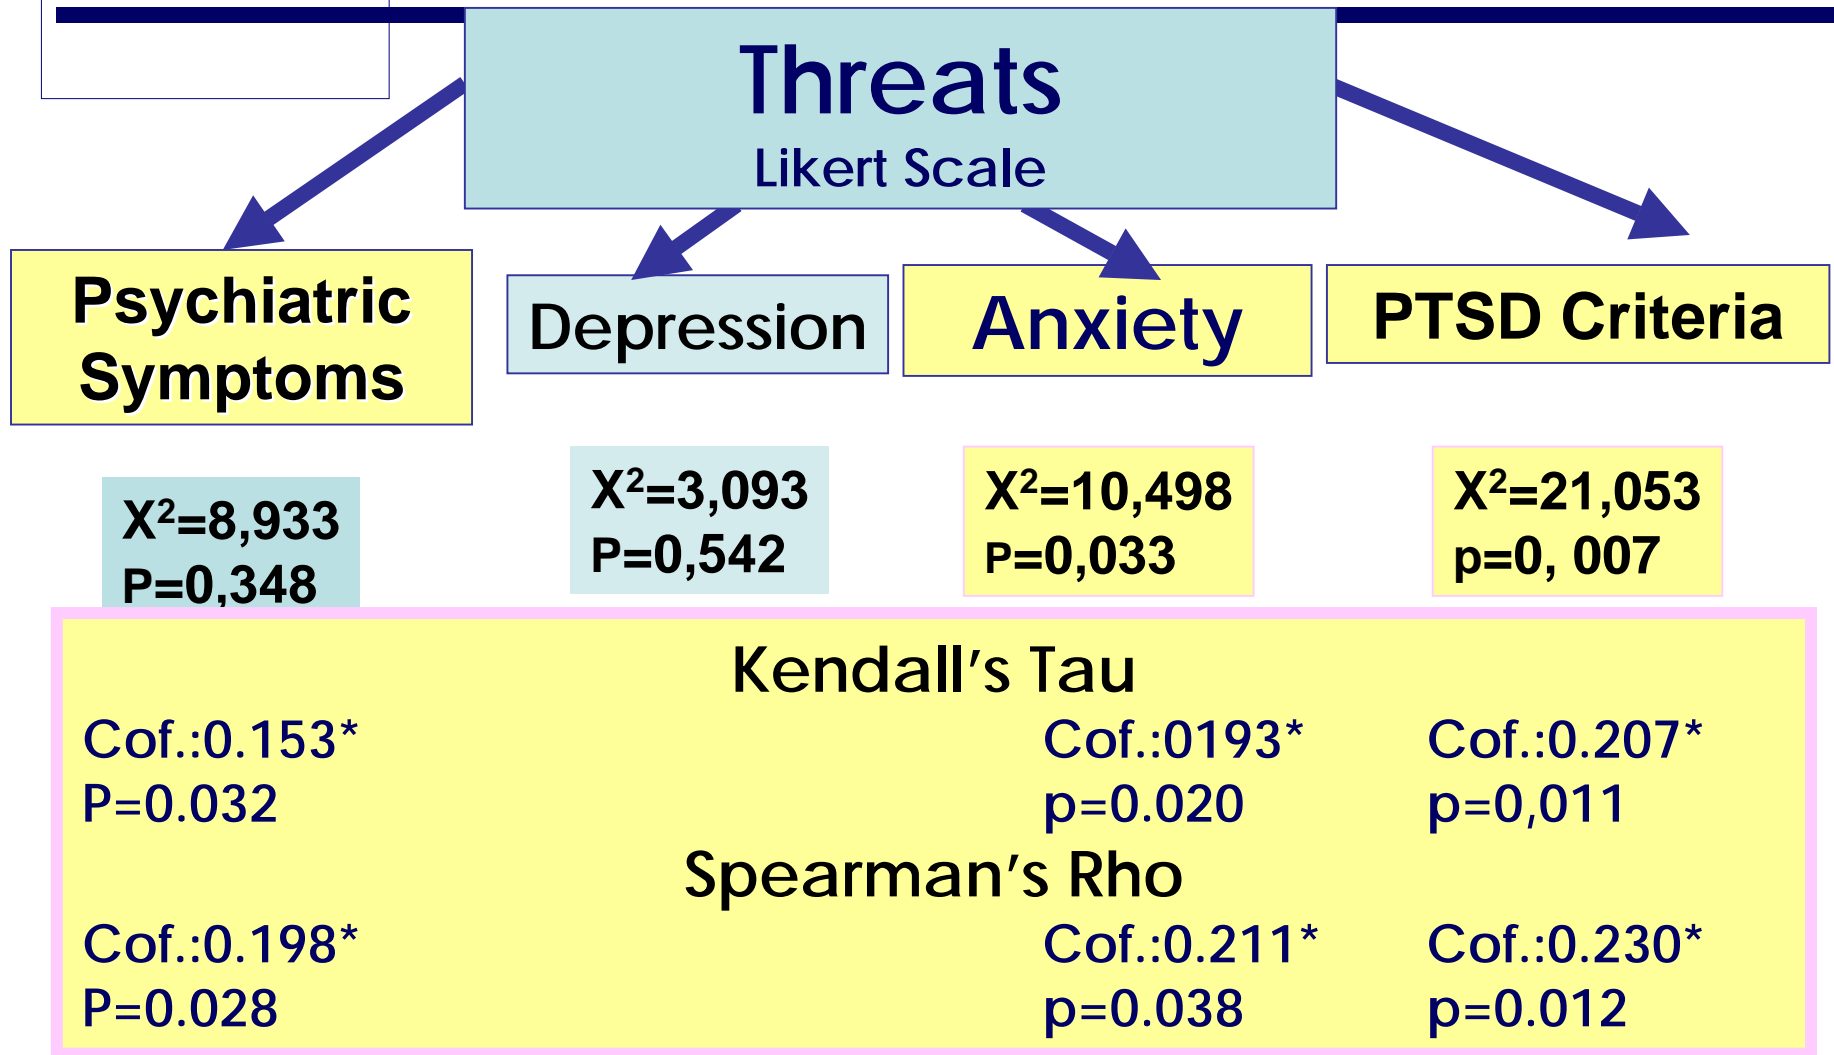 Threats
Likert Scale
Psychiatric
Symptoms
Depression
Anxiety
PTSD Criteria
X²=8,933
P=0,348
X²=3,093
P=0,542
X²=10,498
P=0,033
X²=21,053
p=0, 007
Kendall's Tau
Cof.:0.153* Cof.:0193* Cof.:0.207*
P=0.032 p=0.020 p=0,011
Spearman's Rho
Cof.:0.198* Cof.:0.211* Cof.:0.230*
P=0.028 p=0.038 p=0.012